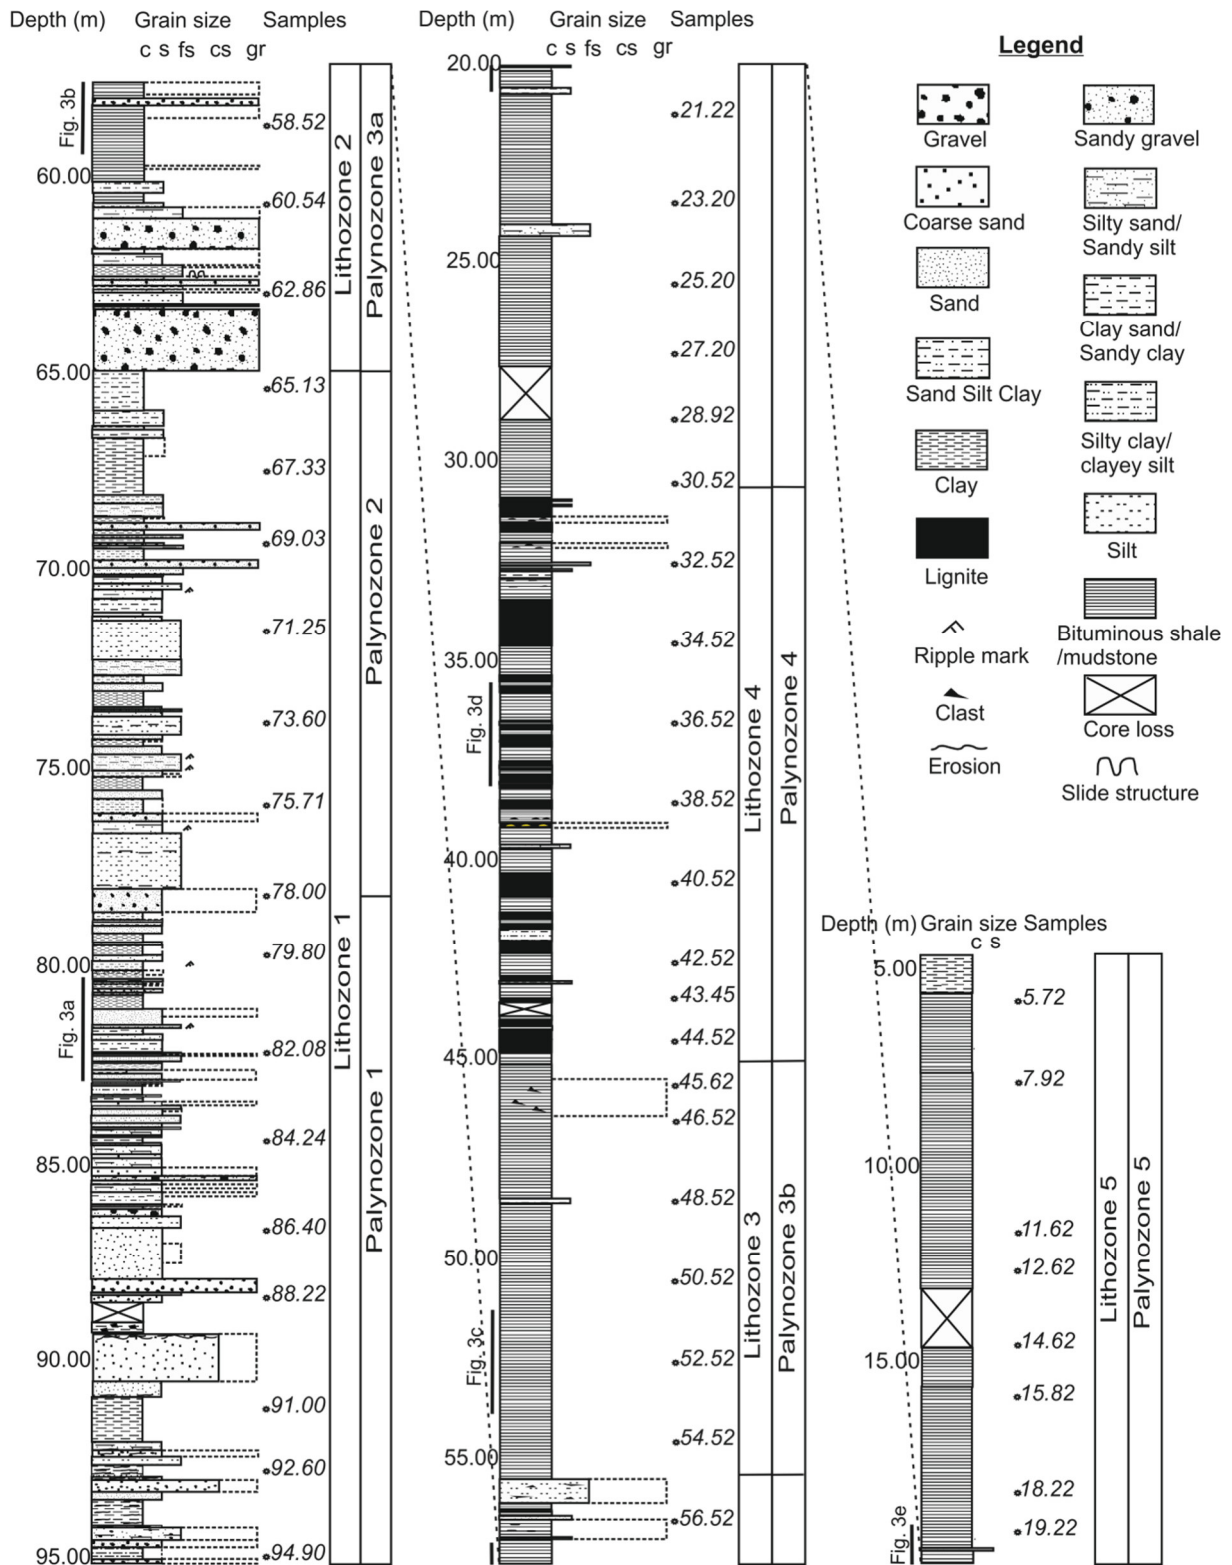 Depth (m) Grain size Samples
c s fs cs gr
Fig. 3b
58.52
60.00
60.54
62.86
65.00
65.13
67.33
69.03
70.00
71.25
73.60
75.00
75.71
78.00
79.80
80.00
Fig. 3a
82.08
84.24
85.00
86.40
88.22
90.00
91.00
92.60
94.90
95.00
Lithozone 2
Palynozone 3a
Palynozone 2
Lithozone 1
Palynozone 1
Depth (m) Grain size Samples
c s fs cs gr
20.00
21.22
23.20
25.00
25.20
27.20
28.92
30.00
30.52
32.52
34.52
35.00
Fig. 3d
36.52
38.52
40.00
40.52
42.52
43.45
44.52
45.00
45.62
46.52
48.52
50.00
50.52
Fig. 3c
52.52
54.52
55.00
56.52
Lithozone 4
Palynozone 4
Lithozone 3
Palynozone 3b
Legend
Gravel
Sandy gravel
Coarse sand
Silty sand/
Sandy silt
Sand
Clay sand/
Sandy clay
Sand Silt Clay
Silty clay/
clayey silt
Clay
Silt
Lignite
Bituminous shale
/mudstone
Ripple mark
Core loss
Clast
Slide structure
Erosion
Depth (m) Grain size Samples
c s
5.00
5.72
7.92
10.00
11.62
12.62
14.62
15.00
15.82
18.22
19.22
Fig. 3e
Lithozone 5
Palynozone 5